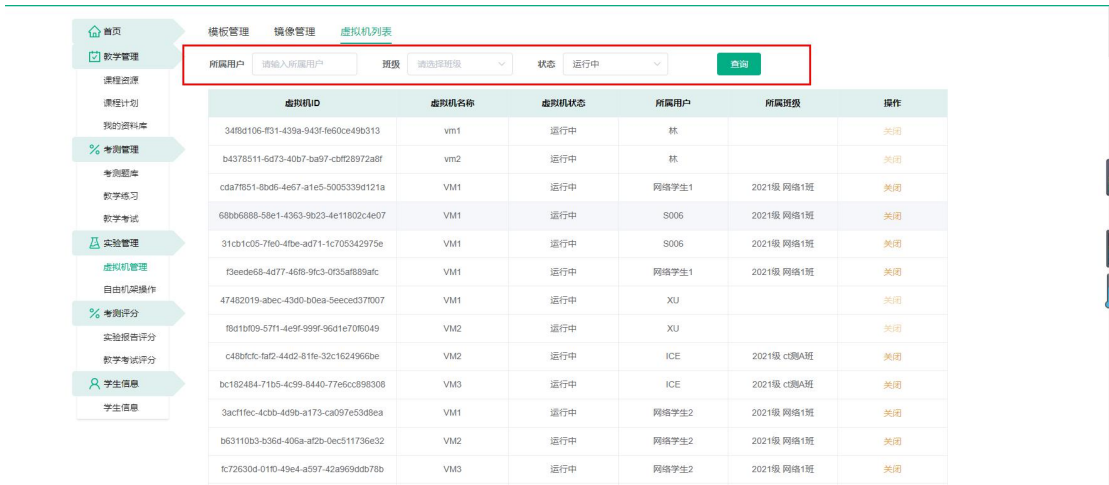 首页
教学管理
课程资源
课程计划
我的资料库
考测管理
考测题库
教学练习
教学考试
实验管理
虚拟机管理
自由机架操作
考测评分
实验报告评分
教学考试评分
学生信息
学生信息
模板管理 镜像管理 虚拟机列表
所属用户 请输入所属用户 班级 请选择班级 状态 运行中 查询
虚拟机ID 虚拟机名称 虚拟机状态 所属用户 所属班级 操作
34f8d106-ff31-439a-943f-fe60ce49b313 vm1 运行中 林 关闭
b4378511-6d73-40b7-ba97-cbff28972a8f vm2 运行中 林 关闭
cda7f851-8bd6-4e67-a1e5-5005339d121a VM1 运行中 网络学生1 2021级 网络1班 关闭
68bb6888-58e1-4363-9b23-4e11802c4e07 VM1 运行中 S006 2021级 网络1班 关闭
31cb1c05-7fe0-4fbe-ad71-1c705342975e VM1 运行中 S006 2021级 网络1班 关闭
f3eede68-4d77-46f8-9fc3-0f35af889afc VM1 运行中 网络学生1 2021级 网络1班 关闭
47482019-abec-43d0-b0ea-5eeced37f007 VM1 运行中 XU 关闭
f8d1bf09-57f1-4e9f-999f-96d1e70f6049 VM2 运行中 XU 关闭
c48bfcfc-faf2-44d2-81fe-32c1624966be VM2 运行中 ICE 2021级 ct测A班 关闭
bc182484-71b5-4c99-8440-77e6cc898308 VM3 运行中 ICE 2021级 ct测A班 关闭
3acf1fec-4cbb-4d9b-a173-ca097e53d8ea VM1 运行中 网络学生2 2021级 网络1班 关闭
b63110b3-b36d-406a-af2b-0ec511736e32 VM2 运行中 网络学生2 2021级 网络1班 关闭
fc72630d-01f0-49e4-a597-42a969ddb78b VM3 运行中 网络学生2 2021级 网络1班 关闭